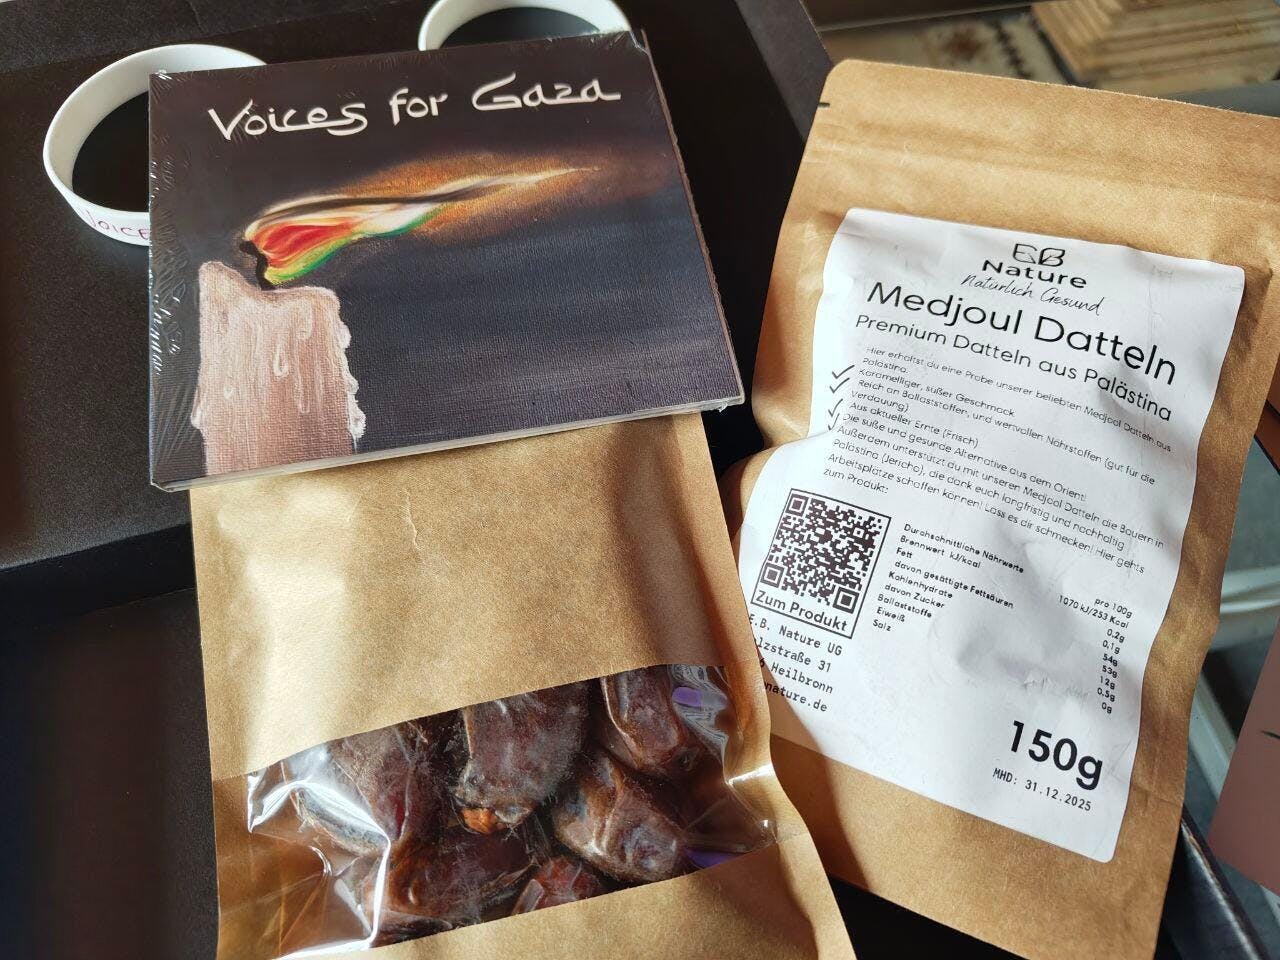 Voices for Gaza
VOICE
EB
Nature
Natürlich Gesund
Medjoul Datteln
Premium Datteln aus Palästina
Hier erhältst du eine Probe unserer beliebten Medjoul Datteln aus
Palästina.
Karamelliger, süßer Geschmack
Reich an Ballaststoffen, und wertvollen Nährstoffen (gut für die
Verdauung)
Aus aktueller Ernte (Frisch)
Die süße und gesunde Alternative aus dem Orient!
Außerdem unterstützt du mit unseren Medjoul Datteln die Bauern in
Palästina (Jericho), die dank euch langfristig und nachhaltig
Arbeitsplätze schaffen können! Lass es dir schmecken! Hier gehts
zum Produkt:
Zum Produkt
E.B. Nature UG
lzstraße 31
Heilbronn
nature.de
Durchschnittliche Nährwerte pro 100g
Brennwert kJ/kcal 1070 kJ/253 Kcal
Fett 0.2g
davon gesättigte Fettsäuren 0,1g
Kohlenhydrate 54g
davon Zucker 53g
Ballaststoffe 12g
Eiweiß 0.5g
Salz 0g
150g
MHD: 31.12.2025